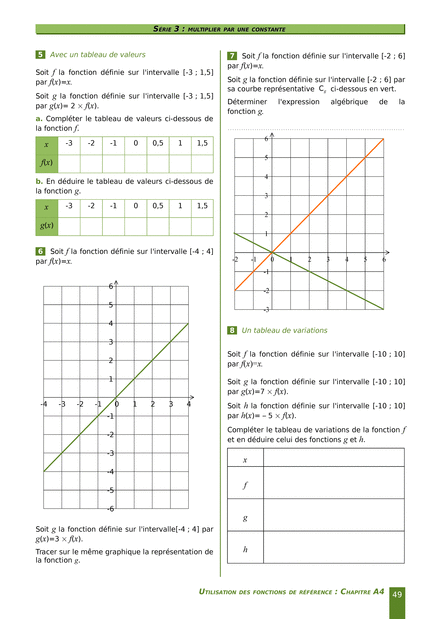 SÉRIE 3 : MULTIPLIER PAR UNE CONSTANTE
5 Avec un tableau de valeurs
Soit f la fonction définie sur l'intervalle [-3 ; 1,5]
par f(x)=x.
Soit g la fonction définie sur l'intervalle [-3 ; 1,5]
par g(x)= 2 × f(x).
a. Compléter le tableau de valeurs ci-dessous de
la fonction f.
x -3 -2 -1 0 0,5 1 1,5
f(x)
b. En déduire le tableau de valeurs ci-dessous de
la fonction g.
x -3 -2 -1 0 0,5 1 1,5
g(x)
6 Soit f la fonction définie sur l'intervalle [-4 ; 4]
par f(x)=x.
6
5
4
3
2
1
-4 -3 -2 -1 0 1 2 3 4
-1
-2
-3
-4
-5
-6
Soit g la fonction définie sur l'intervalle[-4 ; 4] par
g(x)=3 × f(x).
Tracer sur le même graphique la représentation de
la fonction g.
7 Soit f la fonction définie sur l'intervalle [-2 ; 6]
par f(x)=x.
Soit g la fonction définie sur l'intervalle [-2 ; 6] par
sa courbe représentative Cg ci-dessous en vert.
Déterminer l'expression algébrique de la
fonction g.
6
5
4
3
2
1
-2 -1 0 1 2 3 4 5 6
-1
-2
-3
8 Un tableau de variations
Soit f la fonction définie sur l'intervalle [-10 ; 10]
par f(x)=x.
Soit g la fonction définie sur l'intervalle [-10 ; 10]
par g(x)=7 × f(x).
Soit h la fonction définie sur l'intervalle [-10 ; 10]
par h(x)= – 5 × f(x).
Compléter le tableau de variations de la fonction f
et en déduire celui des fonctions g et h.
x
f
g
h
UTILISATION DES FONCTIONS DE RÉFÉRENCE : CHAPITRE A4 49